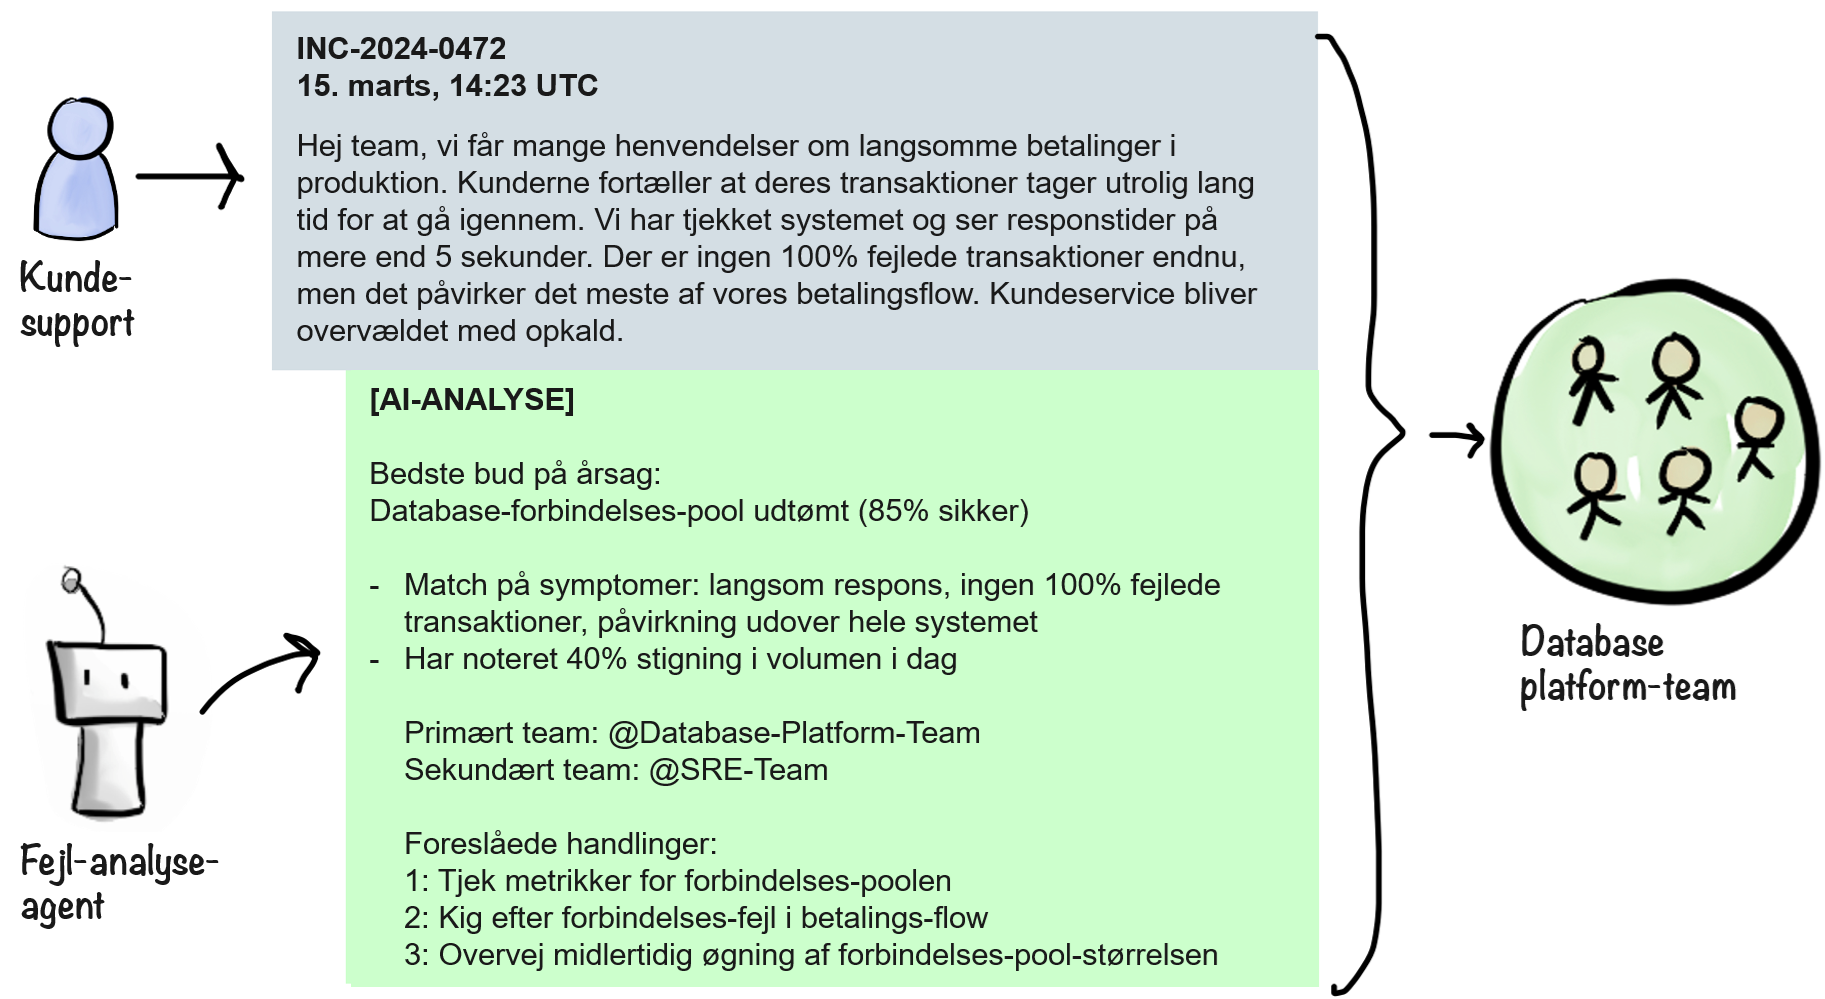 INC-2024-0472
15. marts, 14:23 UTC
Hej team, vi får mange henvendelser om langsomme betalinger i
produktion. Kunderne fortæller at deres transaktioner tager utrolig lang
tid for at gå igennem. Vi har tjekket systemet og ser responstider på
mere end 5 sekunder. Der er ingen 100% fejlede transaktioner endnu,
men det påvirker det meste af vores betalingsflow. Kundeservice bliver
overvældet med opkald.
Kunde-
support
[AI-ANALYSE]
Bedste bud på årsag:
Database-forbindelses-pool udtømt (85% sikker)
- Match på symptomer: langsom respons, ingen 100% fejlede
transaktioner, påvirkning udover hele systemet
- Har noteret 40% stigning i volumen i dag
Primært team: @Database-Platform-Team
Sekundært team: @SRE-Team
Foreslåede handlinger:
1: Tjek metrikker for forbindelses-poolen
2: Kig efter forbindelses-fejl i betalings-flow
3: Overvej midlertidig øgning af forbindelses-pool-størrelsen
Fejl-analyse-
agent
Database
platform-team